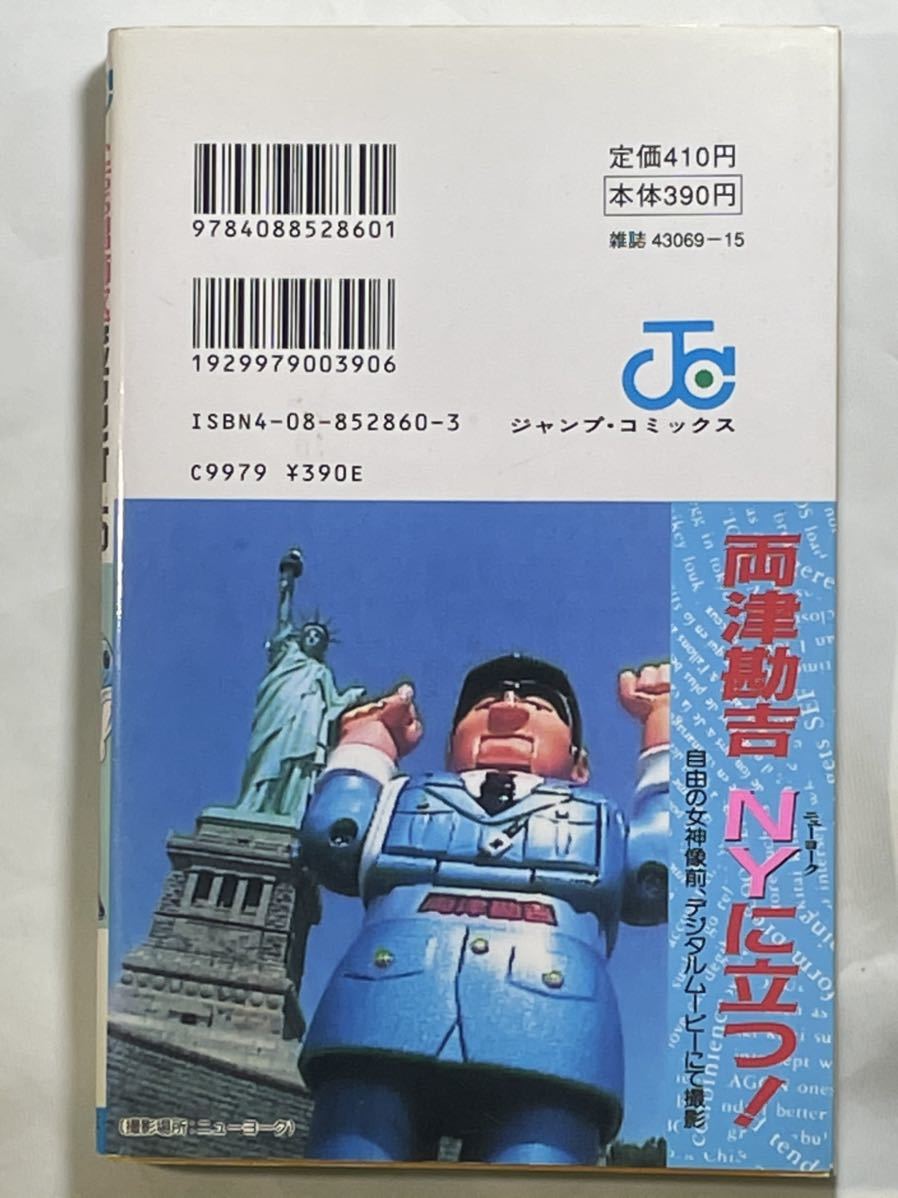 9784088528601
1929979003906
ISBN4-08-852860-3
C9979 ¥390E
定価410円
本体390円
雑誌 43069-15
ジャンプ・コミックス
両津勘吉 NYに立つ!
ニューヨーク
自由の女神像前、デジタルムービーにて撮影
両津勘吉
(撮影場所:ニューヨーク)